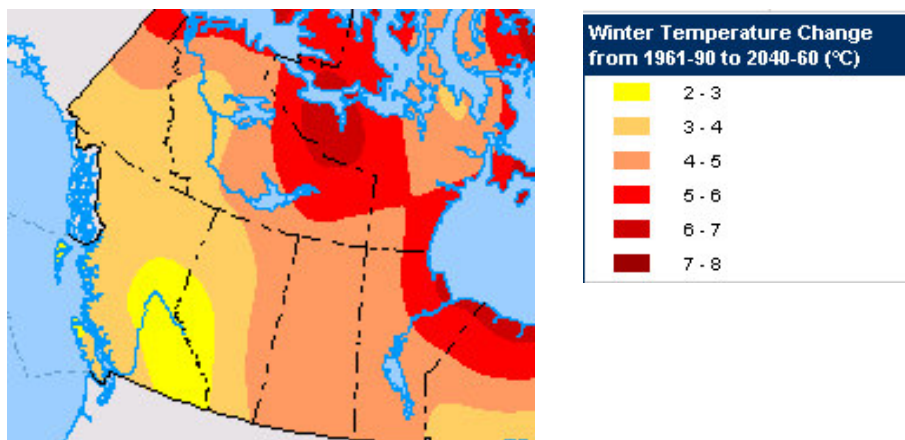 Winter Temperature Change
from 1961-90 to 2040-60 (°C)
2 - 3
3 - 4
4 - 5
5 - 6
6 - 7
7 - 8